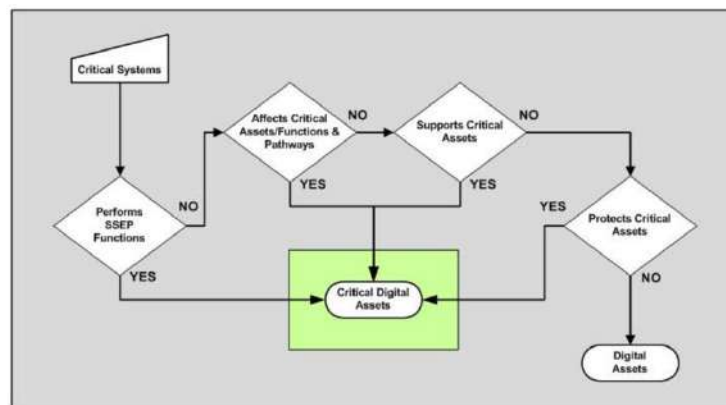 Critical Systems
Affects Critical
Assets/Functions &
Pathways
NO
Supports Critical
Assets
NO
YES
YES
Performs
SSEP
Functions
NO
YES
YES
Protects Critical
Assets
NO
Critical Digital
Assets
Digital
Assets